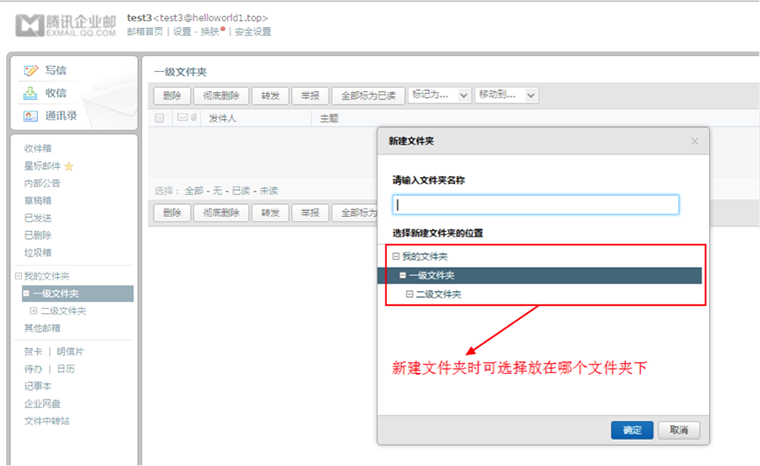 腾讯企业邮
EXMAIL.QQ.COM
test3<test3@helloworld1.top>
邮箱首页 | 设置 - 换肤 | 安全设置
写信
收信
通讯录
收件箱
星标邮件
内部公告
草稿箱
已发送
已删除
垃圾箱
我的文件夹
一级文件夹
二级文件夹
其他邮箱
贺卡 | 明信片
待办 | 日历
记事本
企业网盘
文件中转站
一级文件夹
删除 彻底删除 转发 举报 全部标为已读 标记为... 移动到...
发件人 主题
选择： 全部 - 无 - 已读 - 未读
删除 彻底删除 转发 举报 全部标为
新建文件夹 ×
请输入文件夹名称
选择新建文件夹的位置
我的文件夹
一级文件夹
二级文件夹
新建文件夹时可选择放在哪个文件夹下
确定 取消